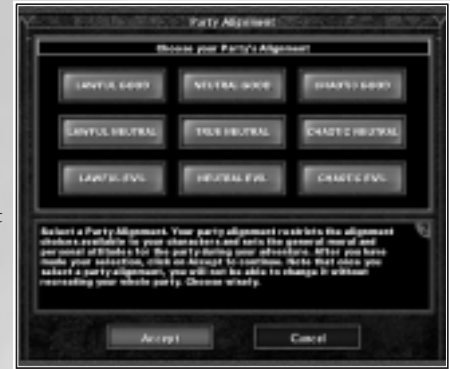 Party Alignment
Choose your Party's Alignment
LAWFUL GOOD NEUTRAL GOOD CHAOTIC GOOD
LAWFUL NEUTRAL TRUE NEUTRAL CHAOTIC NEUTRAL
LAWFUL EVIL NEUTRAL EVIL CHAOTIC EVIL
Select a Party Alignment. Your party alignment restricts the alignment
choices available to your characters and sets the general moral and
personal attitudes for the party during your adventure. After you have
made your selection, click on Accept to continue. Note that once you
select a party alignment, you will not be able to change it without
recreating your whole party. Choose wisely.
Accept Cancel